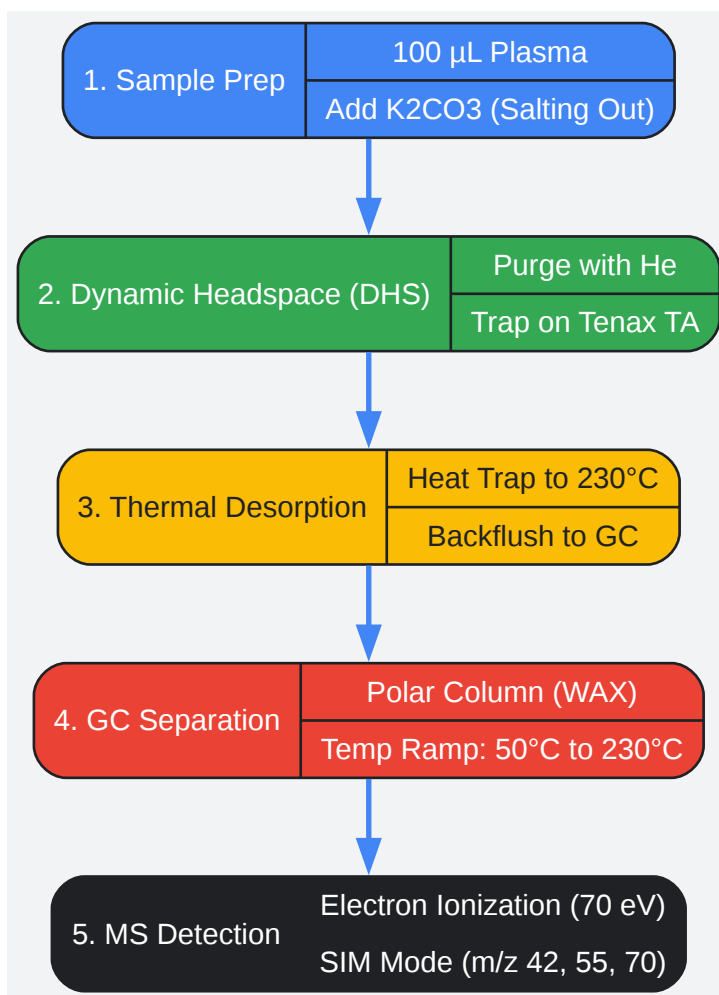 1. Sample Prep
100 µL Plasma
Add K2CO3 (Salting Out)
2. Dynamic Headspace (DHS)
Purge with He
Trap on Tenax TA
3. Thermal Desorption
Heat Trap to 230°C
Backflush to GC
4. GC Separation
Polar Column (WAX)
Temp Ramp: 50°C to 230°C
5. MS Detection
Electron Ionization (70 eV)
SIM Mode (m/z 42, 55, 70)